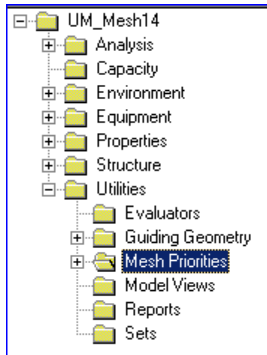 UM_Mesh14
Analysis
Capacity
Environment
Equipment
Properties
Structure
Utilities
Evaluators
Guiding Geometry
Mesh Priorities
Model Views
Reports
Sets